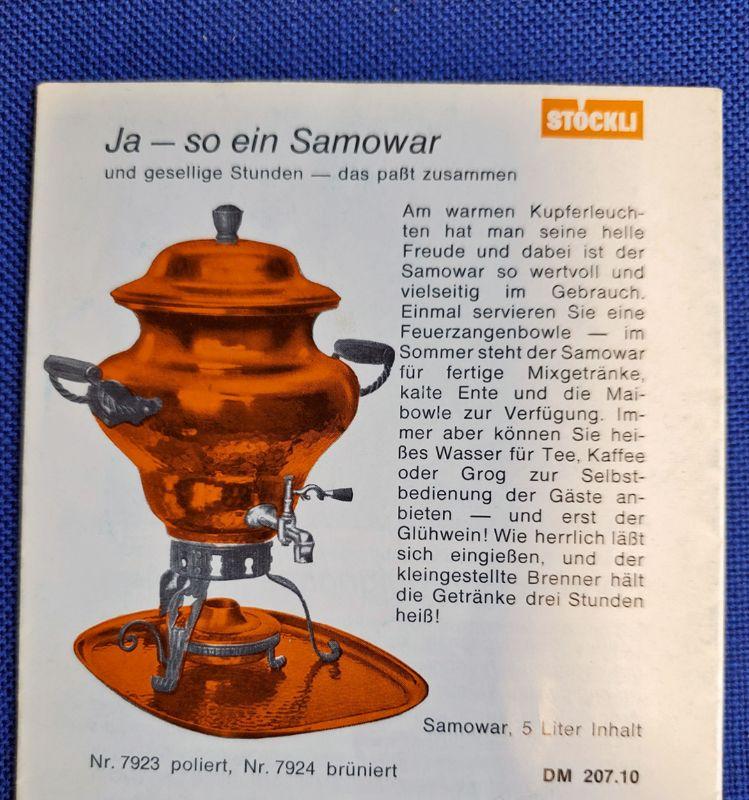 STÖCKLI
Ja – so ein Samowar
und gesellige Stunden — das paßt zusammen
Am warmen Kupferleuch-
ten hat man seine helle
Freude und dabei ist der
Samowar so wertvoll und
vielseitig im Gebrauch.
Einmal servieren Sie eine
Feuerzangenbowle — im
Sommer steht der Samowar
für fertige Mixgetränke,
kalte Ente und die Mai-
bowle zur Verfügung. Im-
mer aber können Sie hei-
ßes Wasser für Tee, Kaffee
oder Grog zur Selbst-
bedienung der Gäste an-
bieten — und erst der
Glühwein! Wie herrlich läßt
sich eingießen, und der
kleingestellte Brenner hält
die Getränke drei Stunden
heiß!
Samowar, 5 Liter Inhalt
Nr. 7923 poliert, Nr. 7924 brüniert
DM 207.10